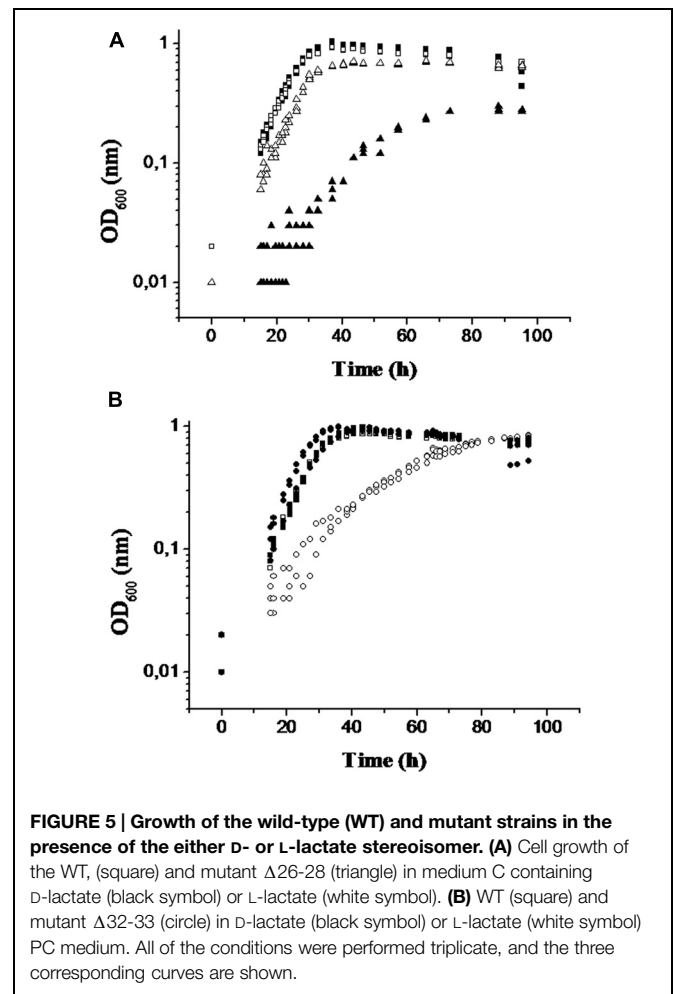 A
OD600 (nm)
1
0,1
0,01
0 20 40 60 80 100
Time (h)
B
OD600 (nm)
1
0,1
0,01
0 20 40 60 80 100
Time (h)
FIGURE 5 | Growth of the wild-type (WT) and mutant strains in the
presence of the either D- or L-lactate stereoisomer. (A) Cell growth of
the WT, (square) and mutant Δ26-28 (triangle) in medium C containing
D-lactate (black symbol) or L-lactate (white symbol). (B) WT (square) and
mutant Δ32-33 (circle) in D-lactate (black symbol) or L-lactate (white symbol)
PC medium. All of the conditions were performed triplicate, and the three
corresponding curves are shown.